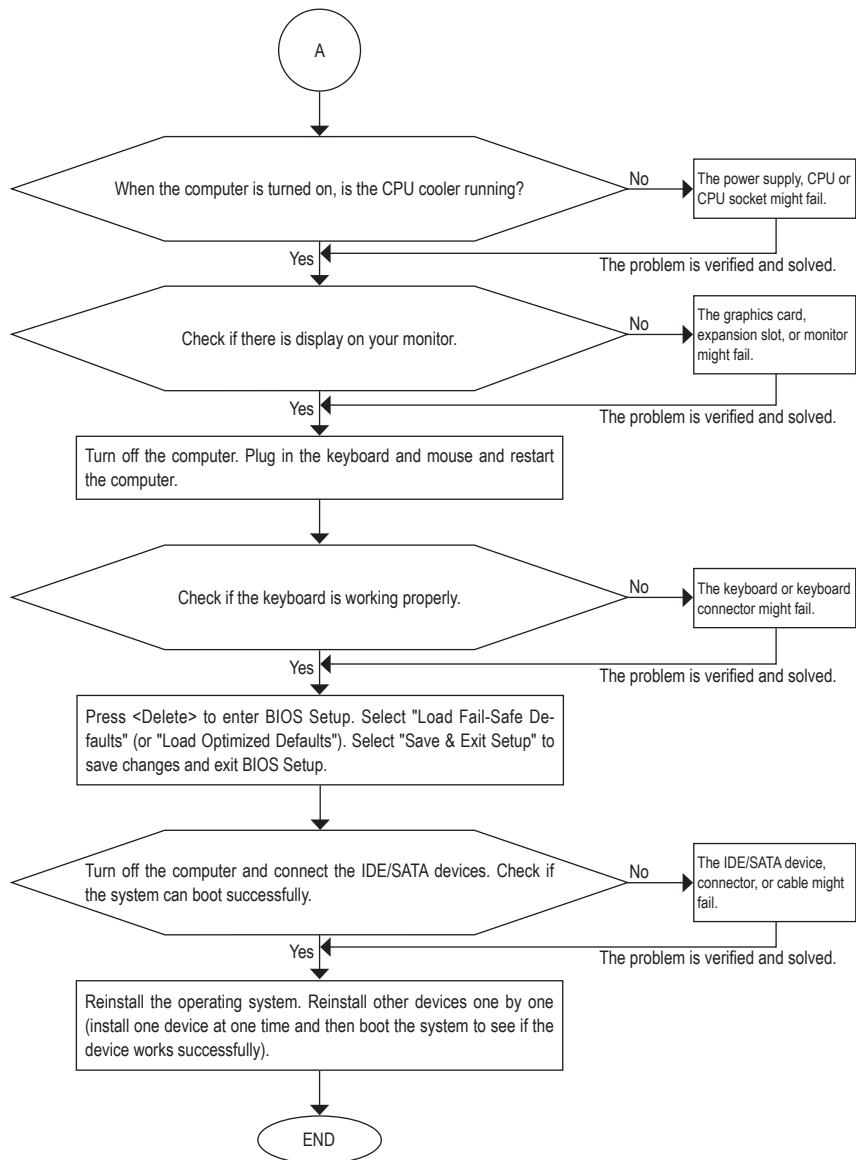 A
When the computer is turned on, is the CPU cooler running?
No
The power supply, CPU or
CPU socket might fail.
Yes
The problem is verified and solved.
Check if there is display on your monitor.
No
The graphics card,
expansion slot, or monitor
might fail.
Yes
The problem is verified and solved.
Turn off the computer. Plug in the keyboard and mouse and restart
the computer.
Check if the keyboard is working properly.
No
The keyboard or keyboard
connector might fail.
Yes
The problem is verified and solved.
Press <Delete> to enter BIOS Setup. Select "Load Fail-Safe De-
faults" (or "Load Optimized Defaults"). Select "Save & Exit Setup" to
save changes and exit BIOS Setup.
Turn off the computer and connect the IDE/SATA devices. Check if
the system can boot successfully.
No
The IDE/SATA device,
connector, or cable might
fail.
Yes
The problem is verified and solved.
Reinstall the operating system. Reinstall other devices one by one
(install one device at one time and then boot the system to see if the
device works successfully).
END